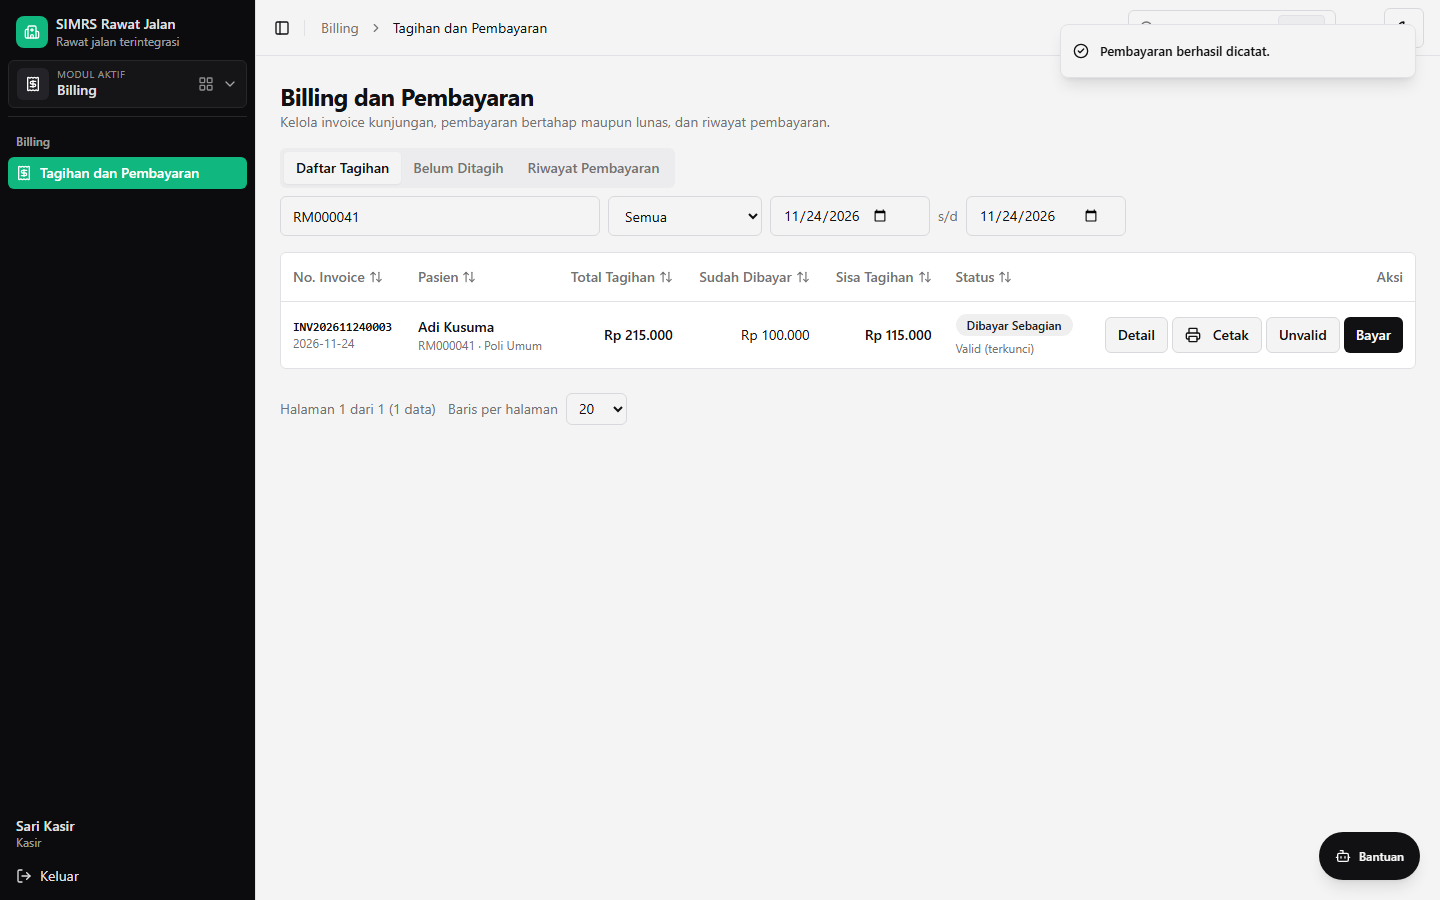 SIMRS Rawat Jalan
Rawat jalan terintegrasi
MODUL AKTIF
Billing
Billing
Tagihan dan Pembayaran
Sari Kasir
Kasir
Keluar
Billing > Tagihan dan Pembayaran
Pembayaran berhasil dicatat.
Billing dan Pembayaran
Kelola invoice kunjungan, pembayaran bertahap maupun lunas, dan riwayat pembayaran.
Daftar Tagihan Belum Ditagih Riwayat Pembayaran
RM000041 Semua 11/24/2026 s/d 11/24/2026
No. Invoice Pasien Total Tagihan Sudah Dibayar Sisa Tagihan Status Aksi
INV202611240003 Adi Kusuma Rp 215.000 Rp 100.000 Rp 115.000 Dibayar Sebagian Detail Cetak Unvalid Bayar
2026-11-24 RM000041 · Poli Umum Valid (terkunci)
Halaman 1 dari 1 (1 data) Baris per halaman 20
Bantuan